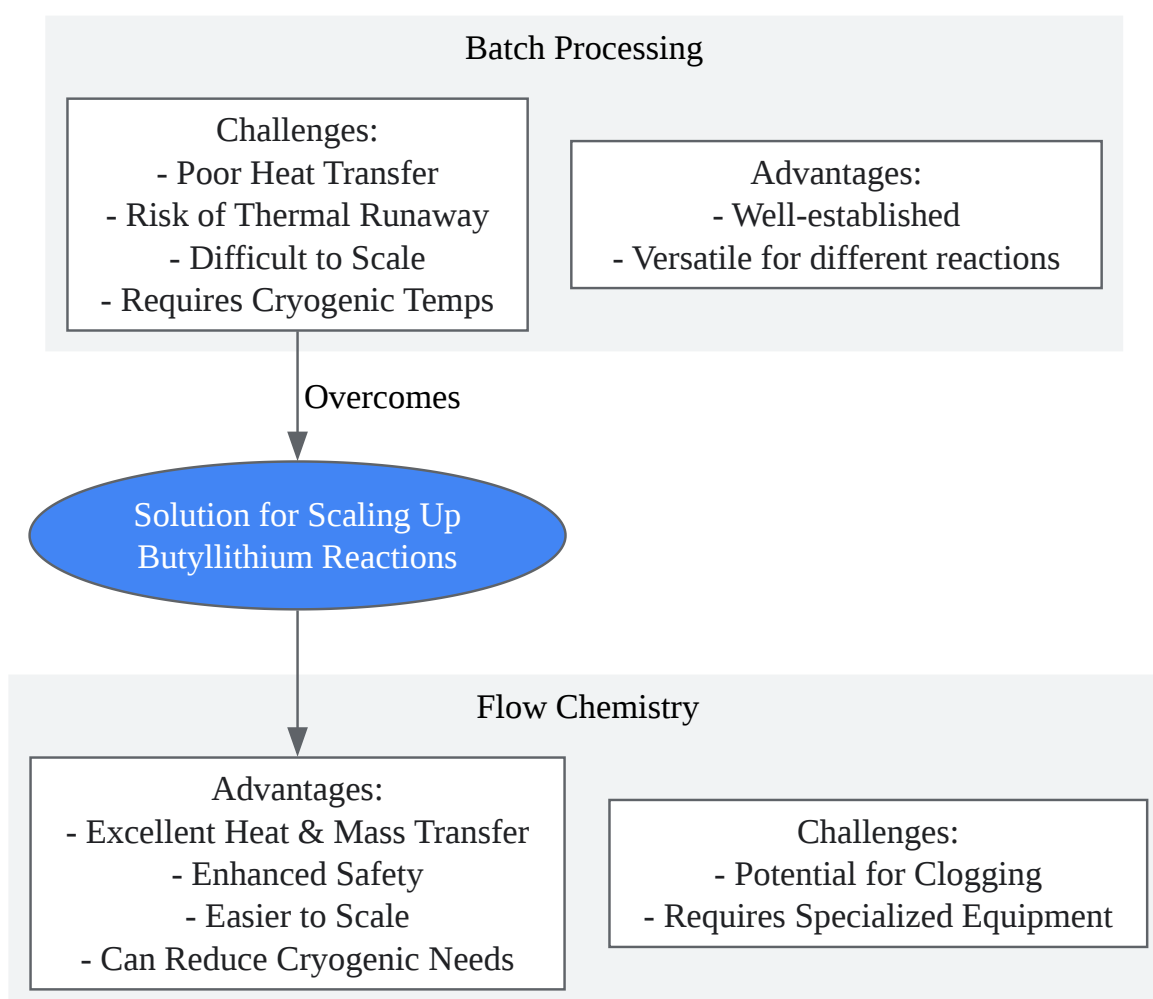 Batch Processing
Challenges:
- Poor Heat Transfer
- Risk of Thermal Runaway
- Difficult to Scale
- Requires Cryogenic Temps
Advantages:
- Well-established
- Versatile for different reactions
Overcomes
Solution for Scaling Up
Butyllithium Reactions
Flow Chemistry
Advantages:
- Excellent Heat & Mass Transfer
- Enhanced Safety
- Easier to Scale
- Can Reduce Cryogenic Needs
Challenges:
- Potential for Clogging
- Requires Specialized Equipment